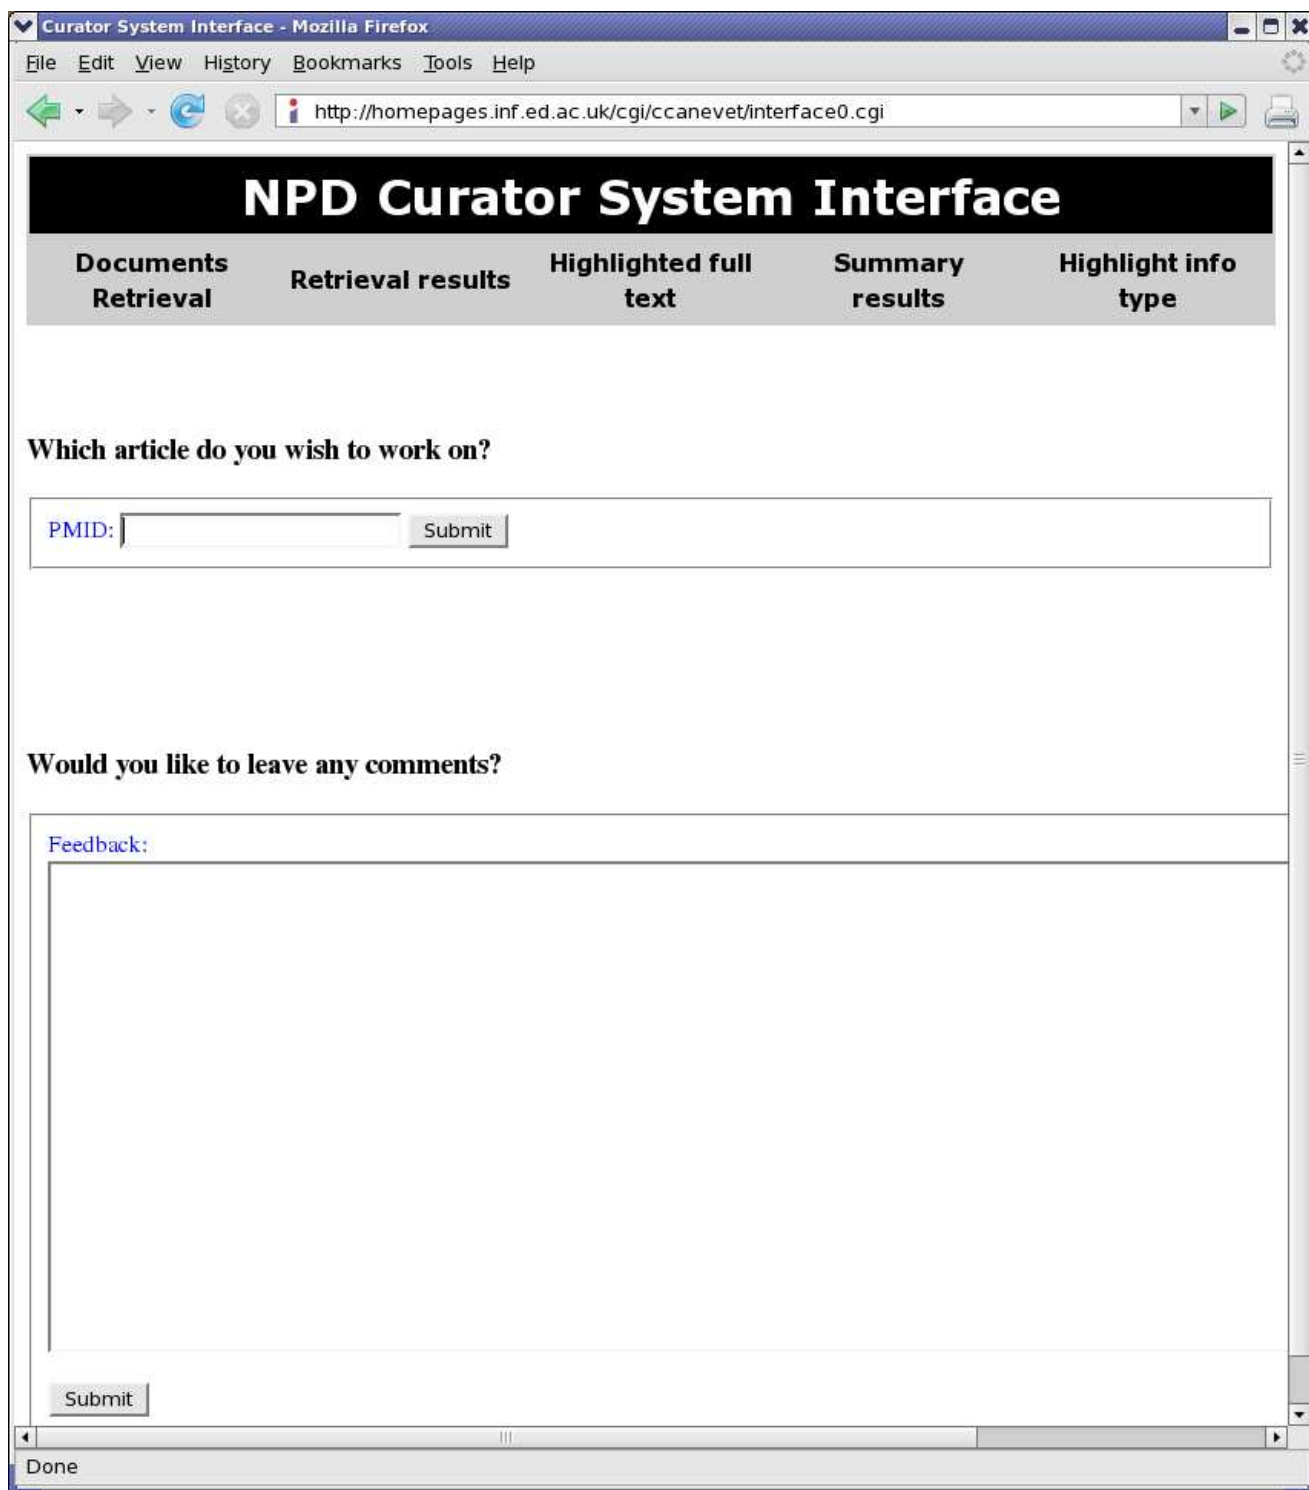 Curator System Interface - Mozilla Firefox
File Edit View History Bookmarks Tools Help
http://homepages.inf.ed.ac.uk/cgi/ccanevet/interface0.cgi
NPD Curator System Interface
Documents Retrieval
Retrieval results
Highlighted full text
Summary results
Highlight info type
Which article do you wish to work on?
PMID: Submit
Would you like to leave any comments?
Feedback:
Submit
Done